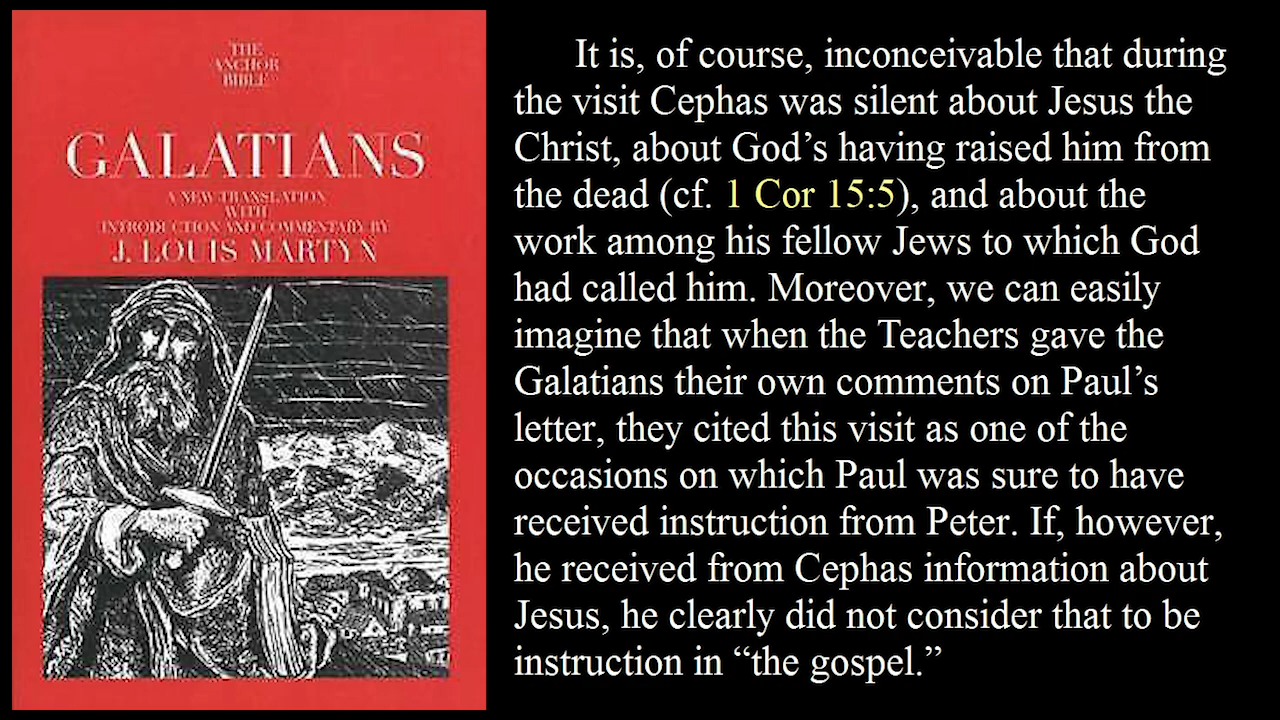 THE
ANCHOR
BIBLE
GALATIANS
A NEW TRANSLATION
WITH
INTRODUCTION AND COMMENTARY BY
J. LOUIS MARTYN
It is, of course, inconceivable that during
the visit Cephas was silent about Jesus the
Christ, about God’s having raised him from
the dead (cf. 1 Cor 15:5), and about the
work among his fellow Jews to which God
had called him. Moreover, we can easily
imagine that when the Teachers gave the
Galatians their own comments on Paul’s
letter, they cited this visit as one of the
occasions on which Paul was sure to have
received instruction from Peter. If, however,
he received from Cephas information about
Jesus, he clearly did not consider that to be
instruction in “the gospel.”